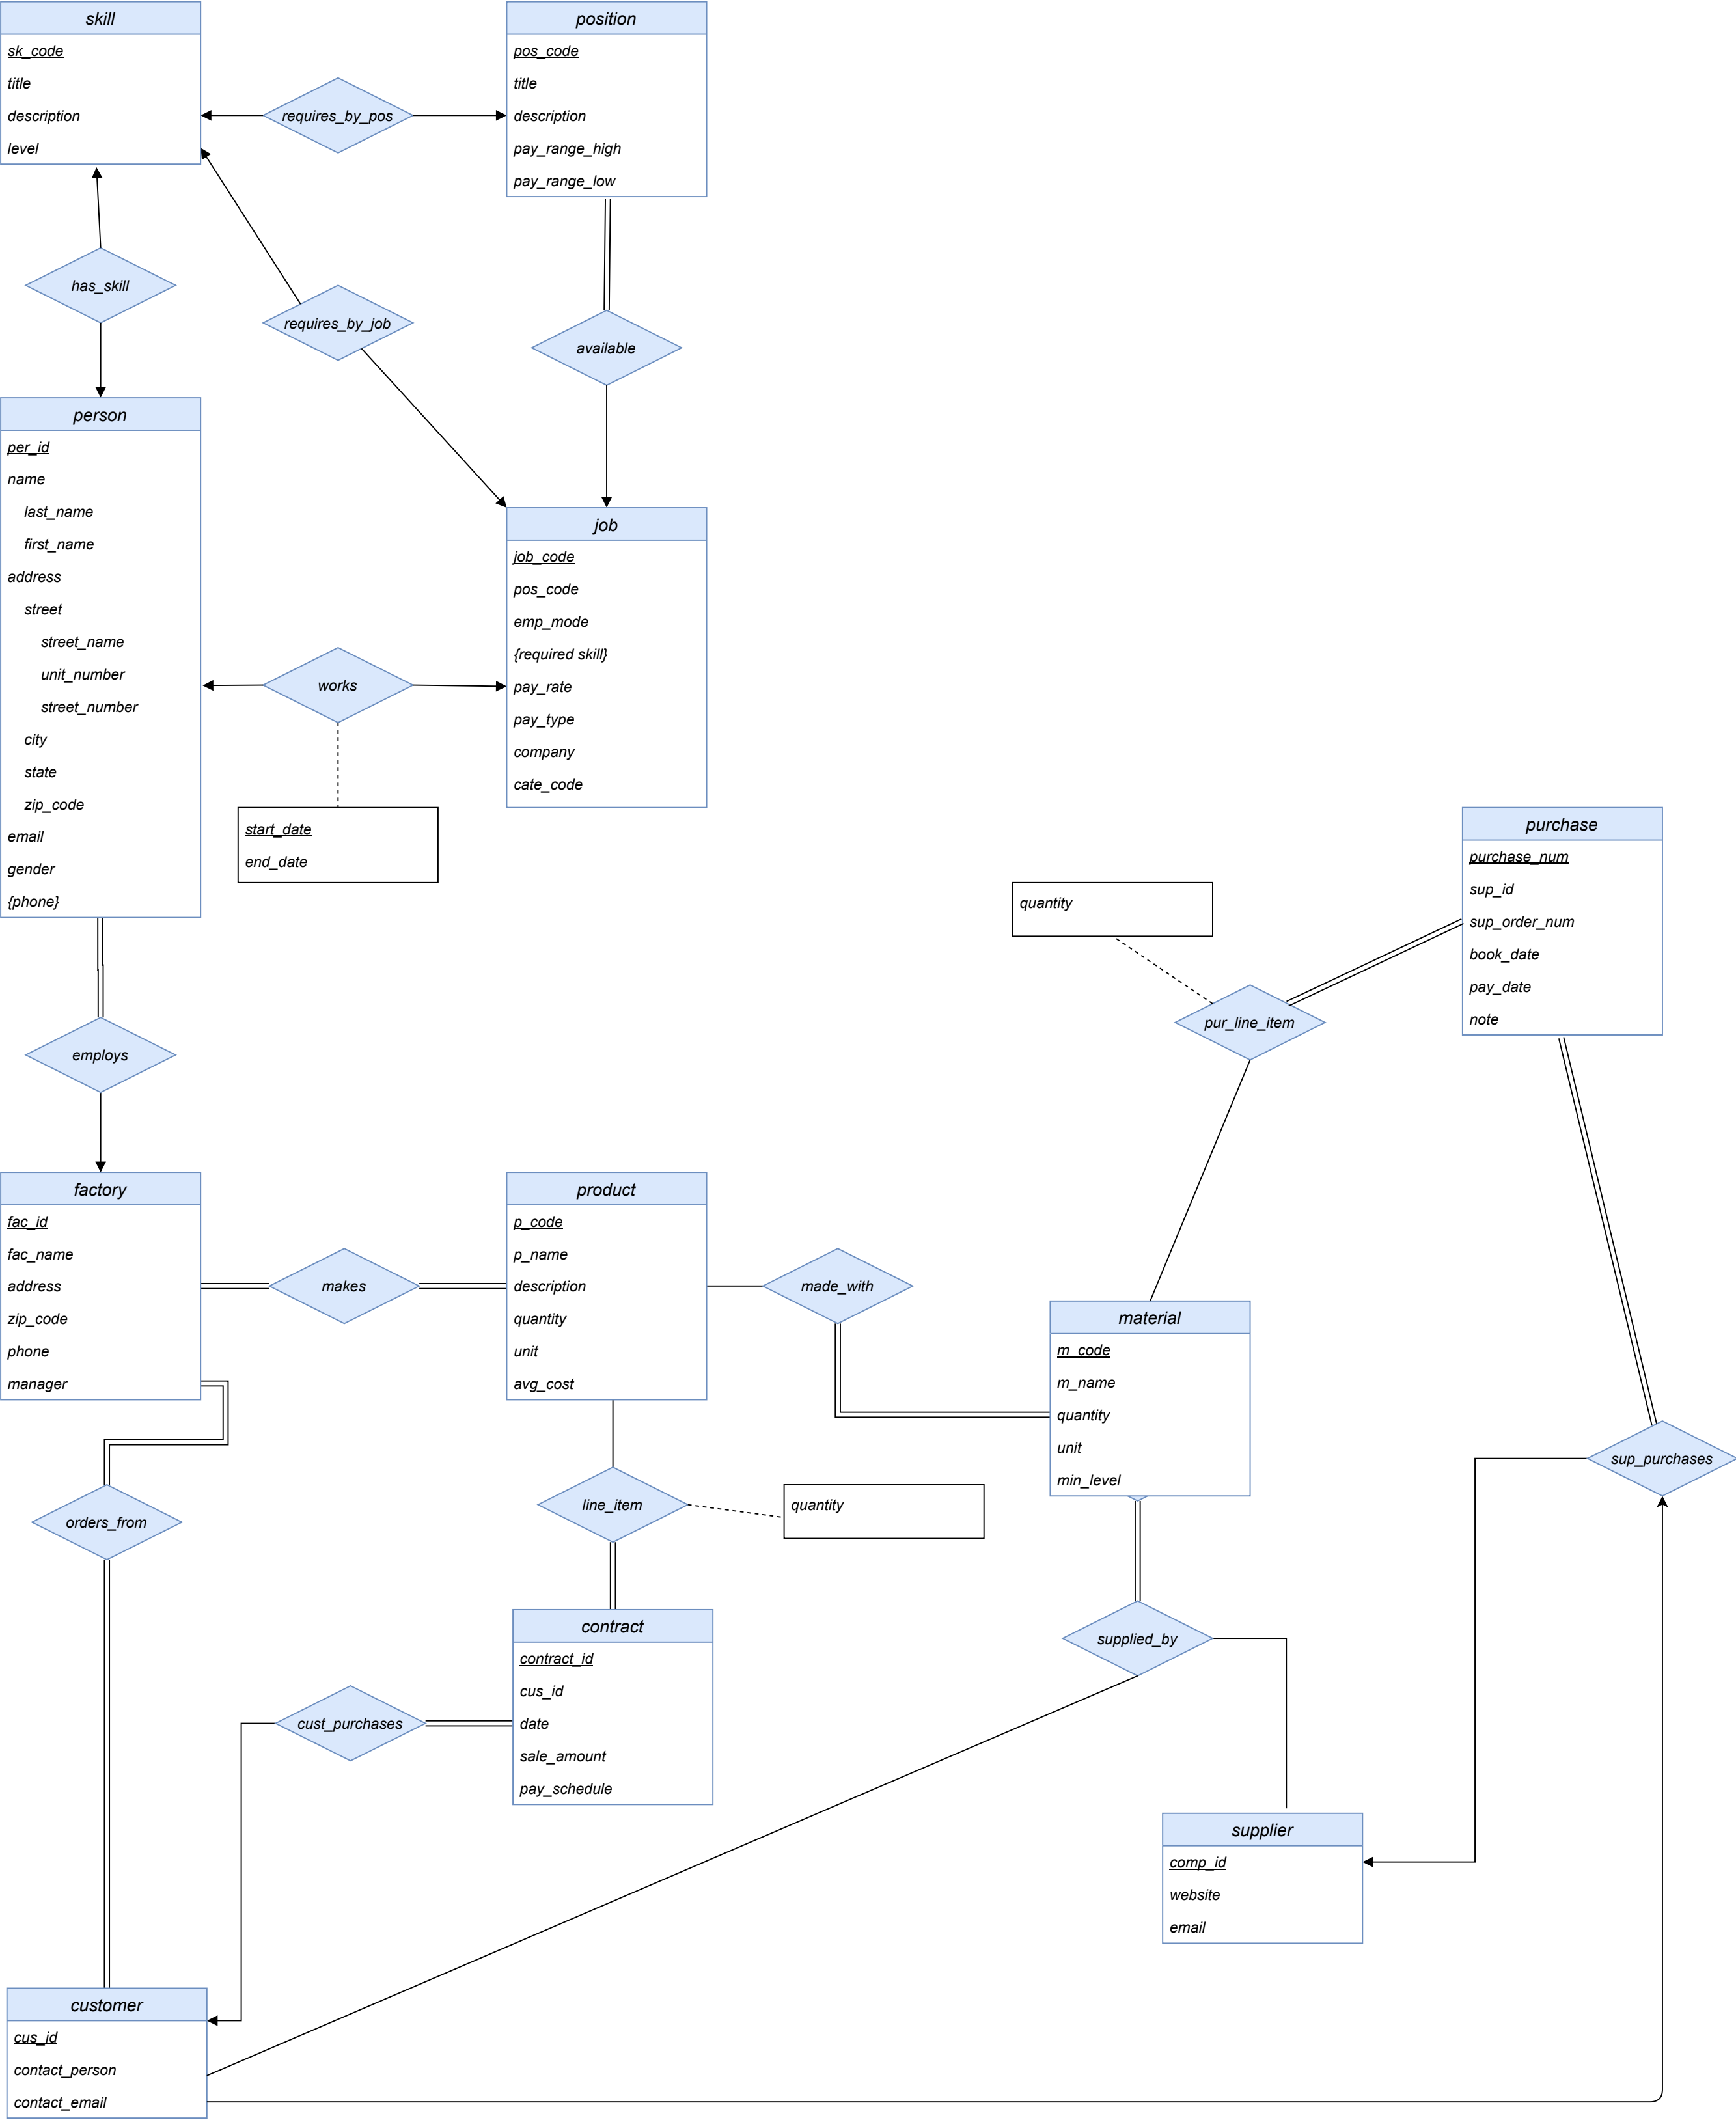 skill
sk_code
title
description
level
position
pos_code
title
description
pay_range_high
pay_range_low
requires_by_pos
has_skill
requires_by_job
available
person
per_id
name
last_name
first_name
address
street
street_name
unit_number
street_number
city
state
zip_code
email
gender
{phone}
job
job_code
pos_code
emp_mode
{required skill}
pay_rate
pay_type
company
cate_code
works
start_date
end_date
purchase
purchase_num
sup_id
sup_order_num
book_date
pay_date
note
quantity
pur_line_item
employs
factory
fac_id
fac_name
address
zip_code
phone
manager
makes
product
p_code
p_name
description
quantity
unit
avg_cost
made_with
material
m_code
m_name
quantity
unit
min_level
sup_purchases
orders_from
line_item
quantity
contract
contract_id
cus_id
date
sale_amount
pay_schedule
supplied_by
cust_purchases
supplier
comp_id
website
email
customer
cus_id
contact_person
contact_email